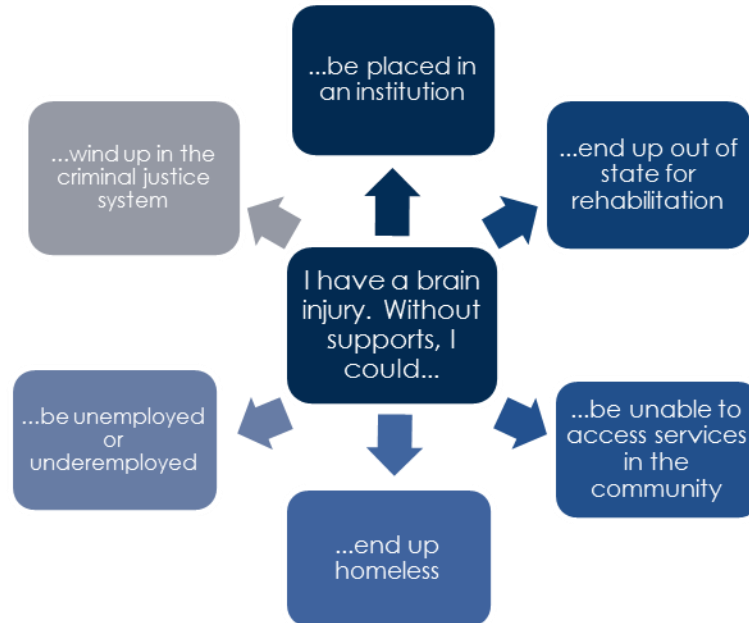 ...be placed in
an institution
...end up out of
state for
rehabilitation
...be unable to
access services
in the
community
...end up
homeless
...be unemployed
or
underemployed
...wind up in the
criminal justice
system
I have a brain
injury. Without
supports, I
could...